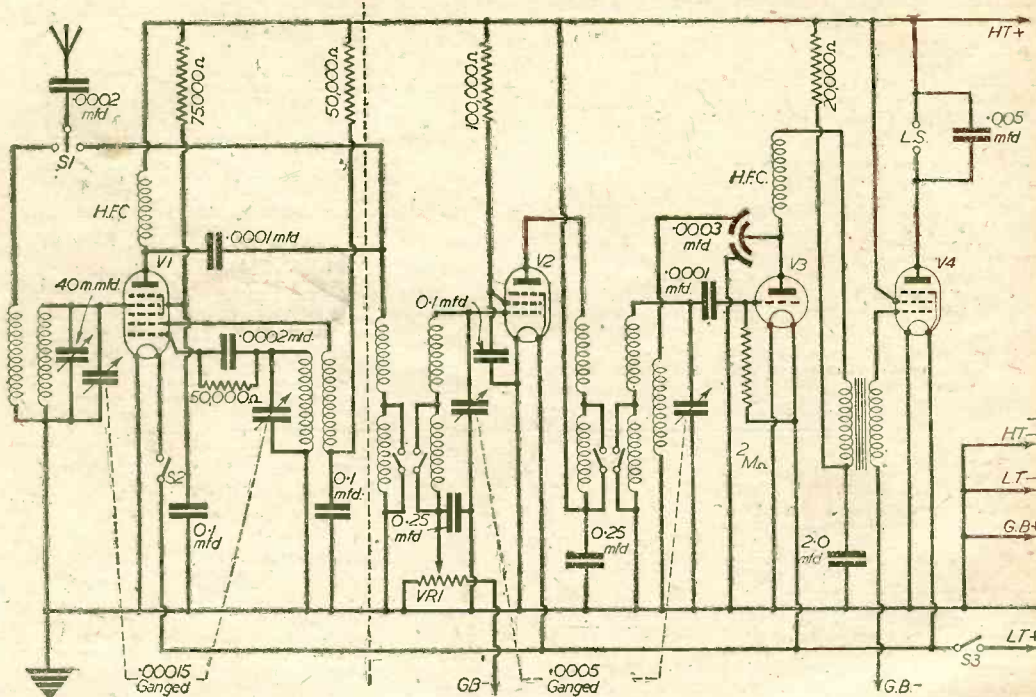 HT+
.0002
mfd
S1
75,000Ω
50,000Ω
100,000Ω
20,000Ω
.005
mfd
L.S.
H.F.C
H.F.C.
.0001 mfd
V1
40 m.mfd.
.0002 mfd.
50,000Ω
S2
0.1
mfd
0.1
mfd.
V2
0.1 mfd
.0003
mfd
.0001
mfd
V3
V4
2
MΩ
0.25
mfd
VR1
0.25
mfd
2.0
mfd
HT-
LT-
G.B+
LT+
S3
.00015
Ganged
GB-
.0005
Ganged
G.B.-